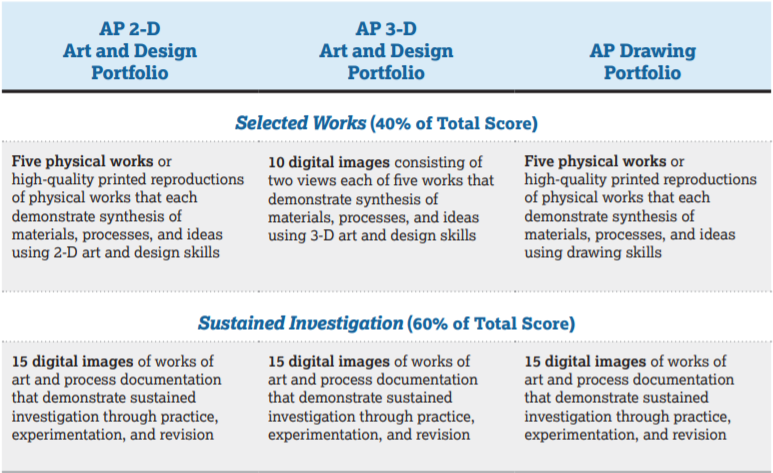 AP 2-D
Art and Design
Portfolio
AP 3-D
Art and Design
Portfolio
AP Drawing
Portfolio
Selected Works (40% of Total Score)
Five physical works or
high-quality printed reproductions
of physical works that each
demonstrate synthesis of
materials, processes, and ideas
using 2-D art and design skills
10 digital images consisting of
two views each of five works that
demonstrate synthesis of
materials, processes, and ideas
using 3-D art and design skills
Five physical works or
high-quality printed reproductions
of physical works that each
demonstrate synthesis of
materials, processes, and ideas
using drawing skills
Sustained Investigation (60% of Total Score)
15 digital images of works of
art and process documentation
that demonstrate sustained
investigation through practice,
experimentation, and revision
15 digital images of works of
art and process documentation
that demonstrate sustained
investigation through practice,
experimentation, and revision
15 digital images of works of
art and process documentation
that demonstrate sustained
investigation through practice,
experimentation, and revision